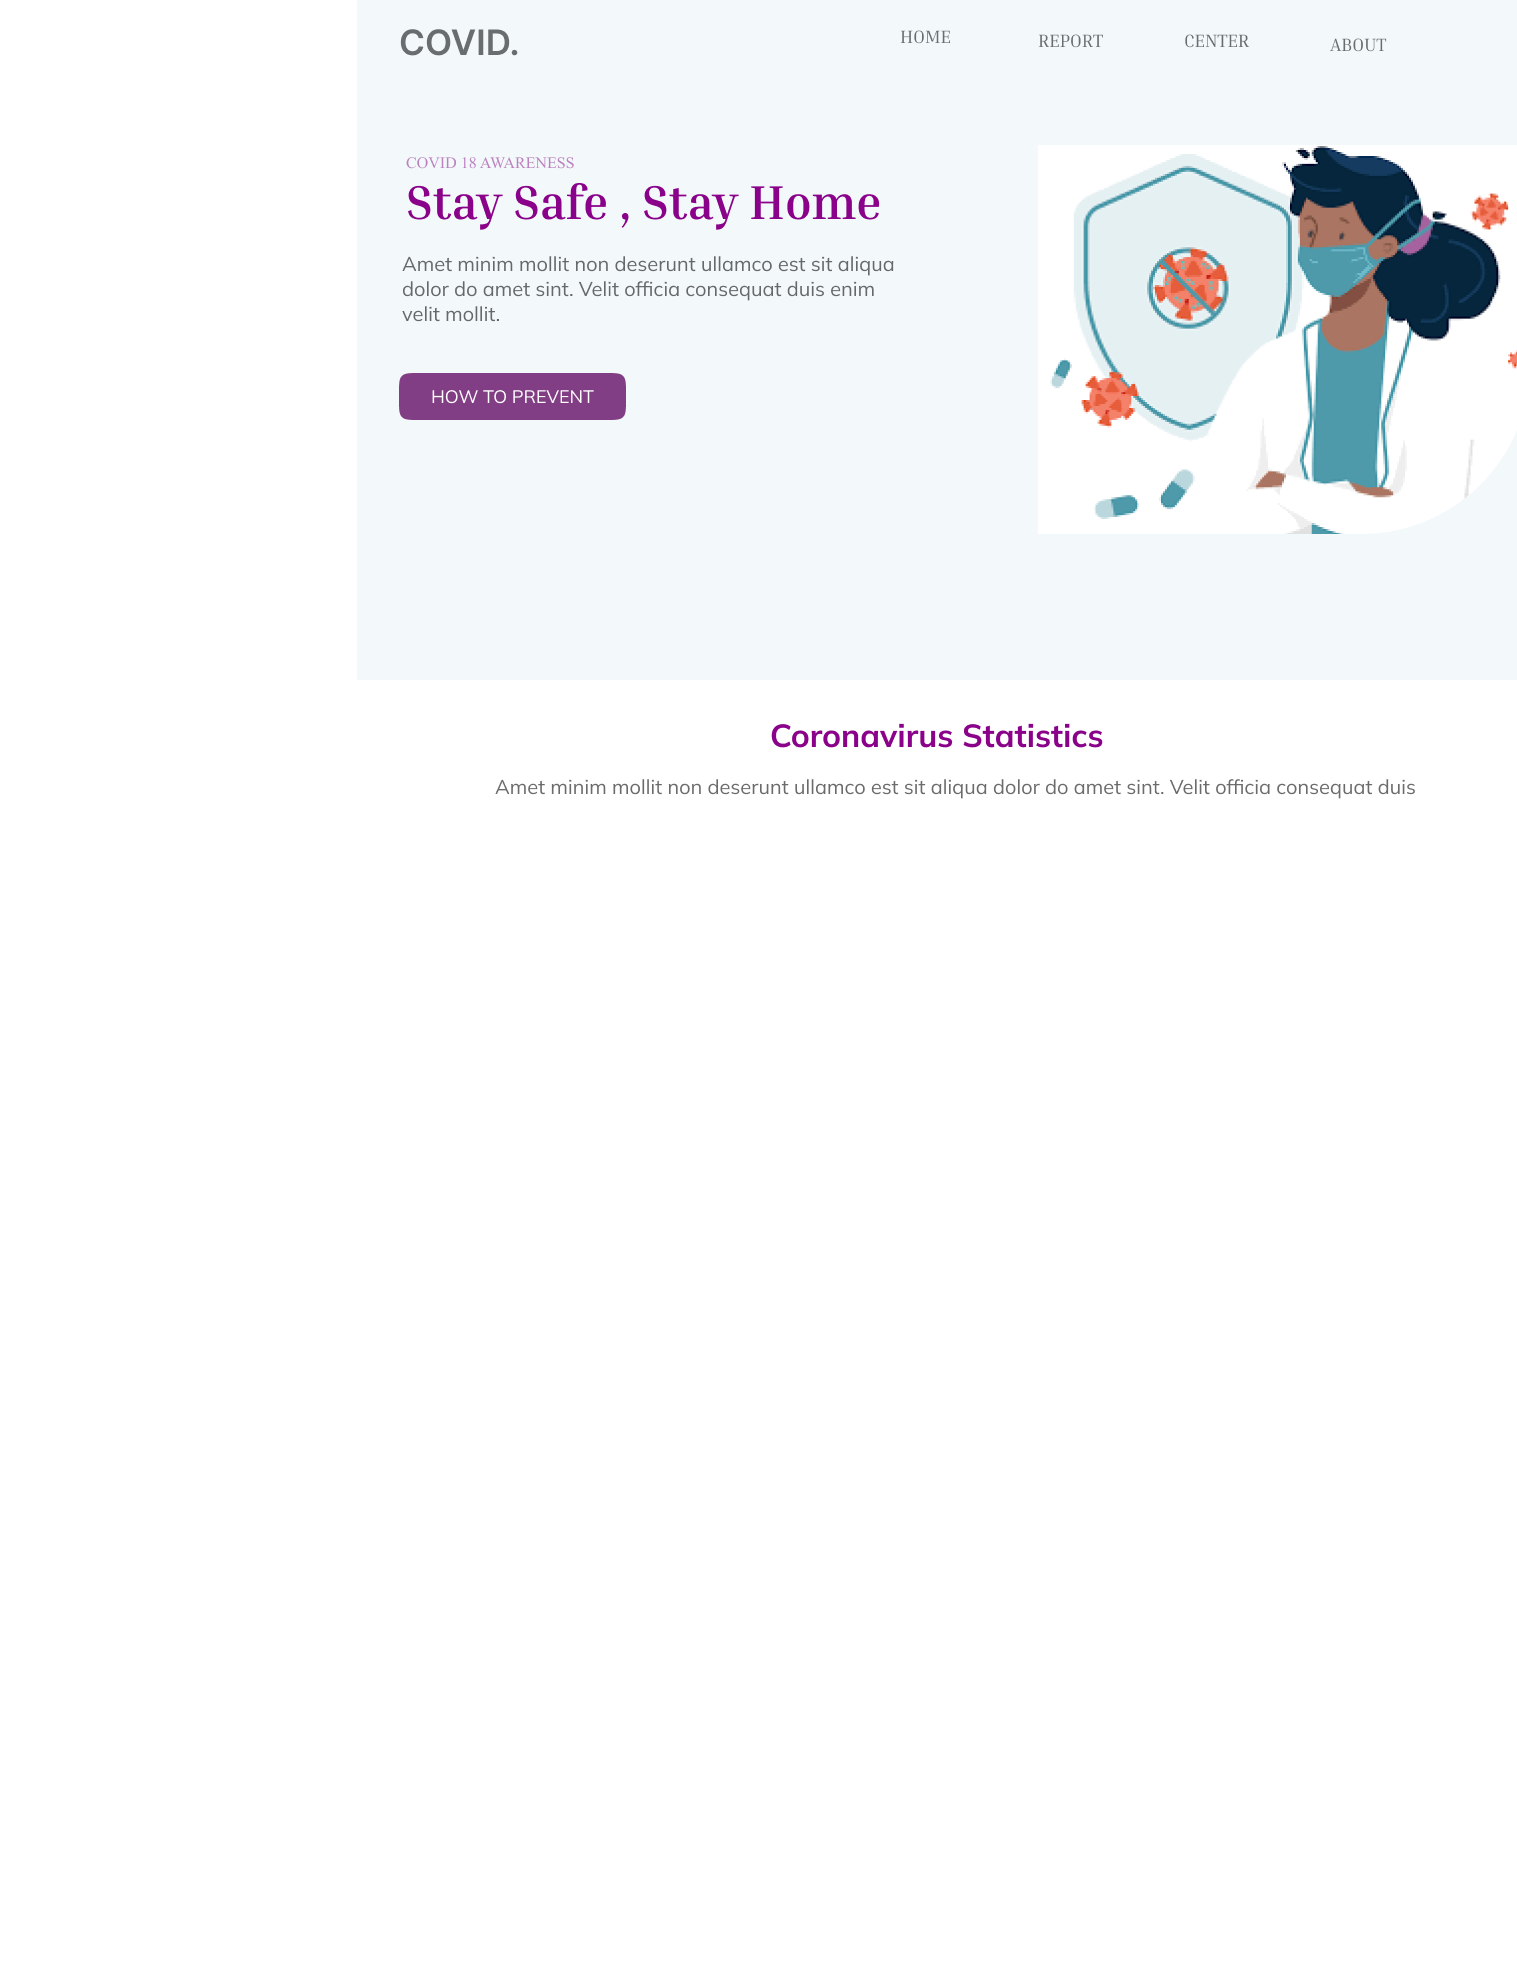 COVID.
HOME
REPORT
CENTER
ABOUT
COVID 18 AWARENESS
Stay Safe , Stay Home
Amet minim mollit non deserunt ullamco est sit aliqua
dolor do amet sint. Velit officia consequat duis enim
velit mollit.
HOW TO PREVENT
Coronavirus Statistics
Amet minim mollit non deserunt ullamco est sit aliqua dolor do amet sint. Velit officia consequat duis